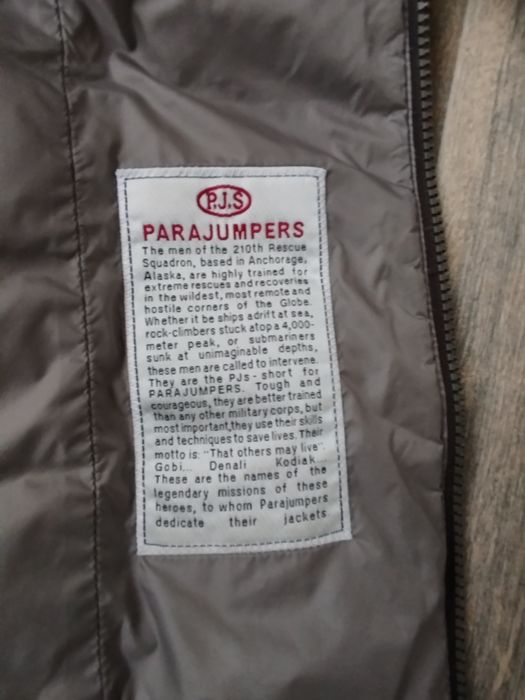 P.J.S
PARAJUMPERS
The men of the 210th Rescue
Squadron, based in Anchorage,
Alaska, are highly trained for
extreme rescues and recoveries
in the wildest, most remote and
hostile corners of the Globe.
Whether it be ships adrift at sea,
rock-climbers stuck atop a 4,000-
meter peak, or submariners
sunk at unimaginable depths,
these men are called to intervene.
They are the PJs - short for
PARAJUMPERS. Tough and
courageous, they are better trained
than any other military corps, but
most important,they use their skills
and techniques to save lives. Their
motto is: "That others may live".
Gobi... Denali Kodiak...
These are the names of the
legendary missions of these
heroes, to whom Parajumpers
dedicate their jackets